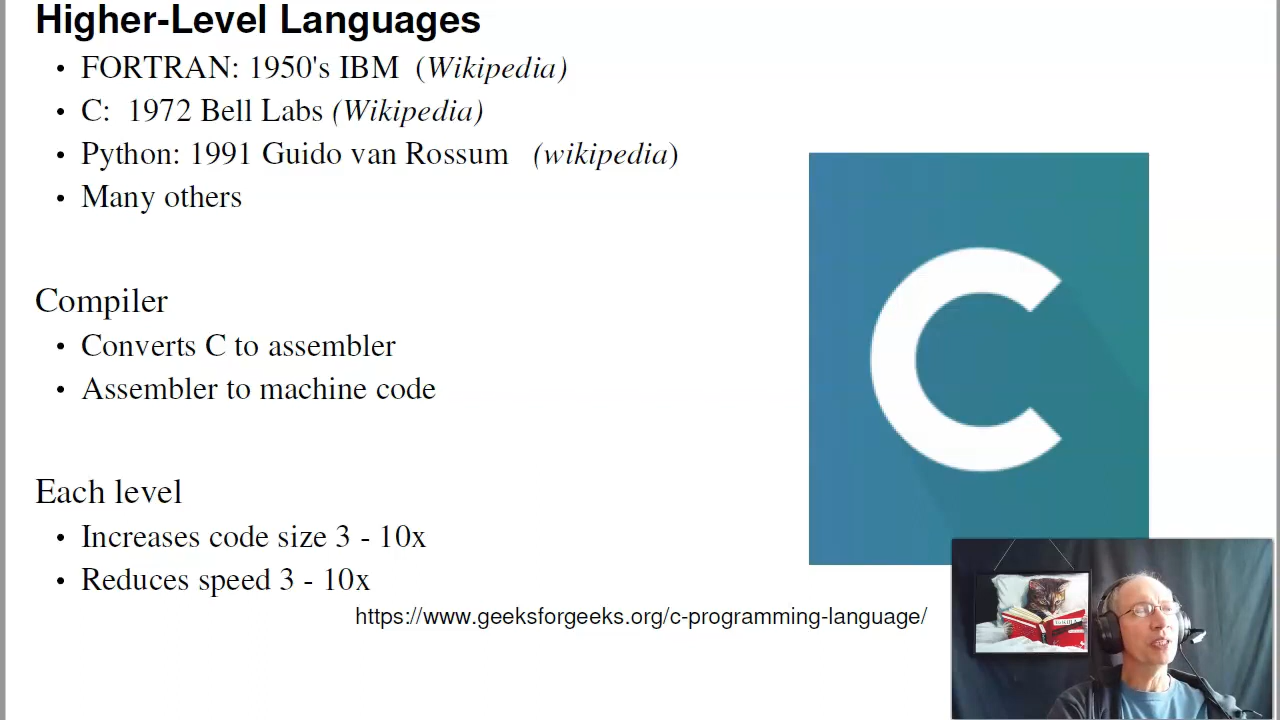 Higher-Level Languages
• FORTRAN: 1950's IBM (Wikipedia)
• C: 1972 Bell Labs (Wikipedia)
• Python: 1991 Guido van Rossum (wikipedia)
• Many others
Compiler
• Converts C to assembler
• Assembler to machine code
Each level
• Increases code size 3 - 10x
• Reduces speed 3 - 10x
https://www.geeksforgeeks.org/c-programming-language/
C